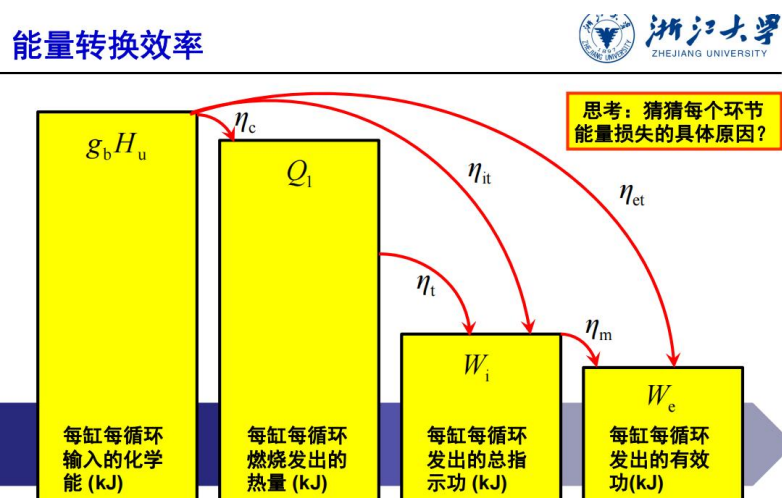 能量转换效率
浙江大学
ZHEJIANG UNIVERSITY
思考：猜猜每个环节
能量损失的具体原因？
g_b H_u
η_c
Q_1
η_it
η_et
η_t
W_i
η_m
W_e
每缸每循环
输入的化学
能 (kJ)
每缸每循环
燃烧发出的
热量 (kJ)
每缸每循环
发出的总指
示功 (kJ)
每缸每循环
发出的有效
功(kJ)